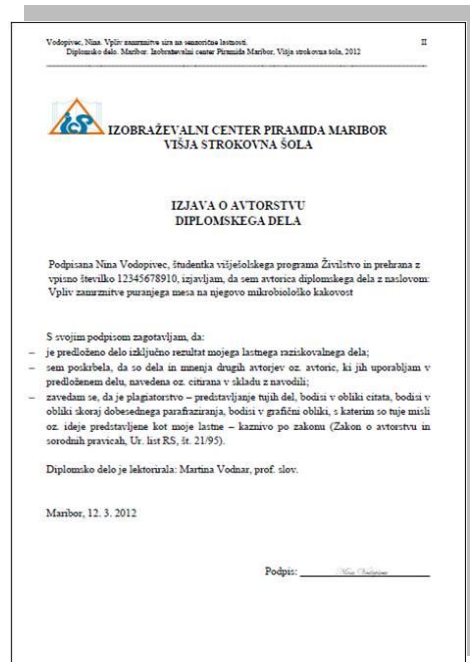 Vodopivec, Nina. Vpliv zamrznitve sira na senzorične lastnosti. II
Diplomsko delo. Maribor. Izobraževalni center Piramida Maribor, Višja strokovna šola, 2012
icp
IZOBRAŽEVALNI CENTER PIRAMIDA MARIBOR
VIŠJA STROKOVNA ŠOLA
IZJAVA O AVTORSTVU
DIPLOMSKEGA DELA
Podpisana Nina Vodopivec, študentka višješolskega programa Živilstvo in prehrana z
vpisno številko 12345678910, izjavljam, da sem avtorica diplomskega dela z naslovom:
Vpliv zamrznitve puranjega mesa na njegovo mikrobiološko kakovost
S svojim podpisom zagotavljam, da:
– je predloženo delo izključno rezultat mojega lastnega raziskovalnega dela;
– sem poskrbela, da so dela in mnenja drugih avtorjev oz. avtoric, ki jih uporabljam v
predloženem delu, navedena oz. citirana v skladu z navodili;
– zavedam se, da je plagiatorstvo – predstavljanje tujih del, bodisi v obliki citata, bodisi v
obliki skoraj dobesednega parafraziranja, bodisi v grafični obliki, s katerim so tuje misli
oz. ideje predstavljene kot moje lastne – kaznivo po zakonu (Zakon o avtorstvu in
sorodnih pravicah, Ur. list RS, št. 21/95).
Diplomsko delo je lektorirala: Martina Vodnar, prof. slov.
Maribor, 12. 3. 2012
Podpis: Nina Vodopivec